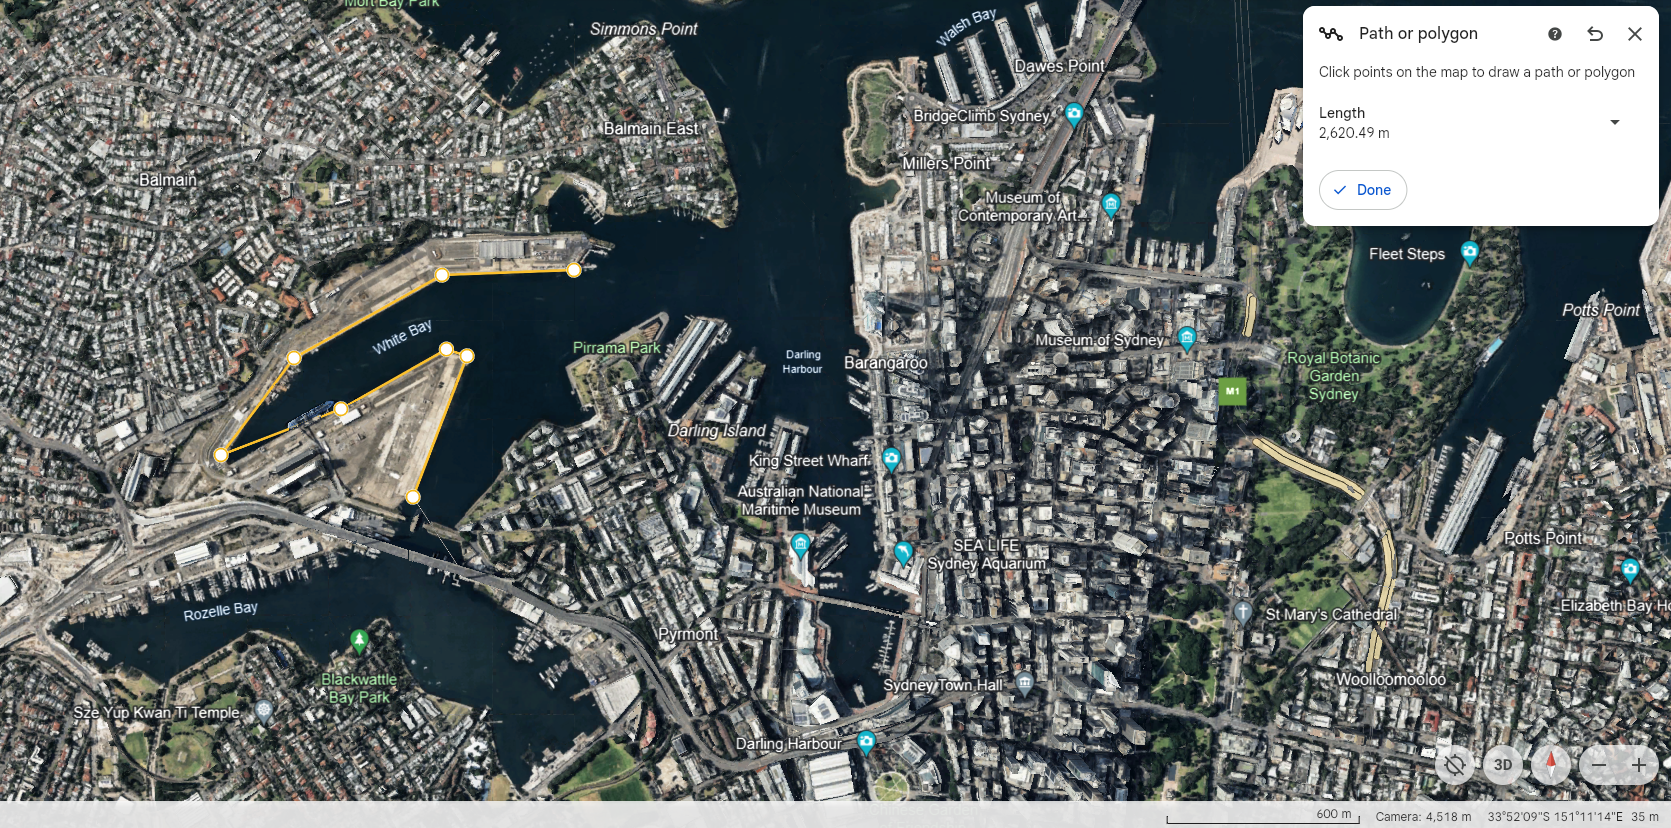 Mort Bay Park
Simmons Point
Walsh Bay
Dawes Point
Path or polygon
Click points on the map to draw a path or polygon
Length
2,620.49 m
Done
BridgeClimb Sydney
Balmain East
Millers Point
Balmain
Museum of
Contemporary Art...
Fleet Steps
Potts Point
White Bay
Pirrama Park
Museum of Sydney
Darling
Harbour
Barangaroo
Royal Botanic
Garden
Sydney
M1
Darling Island
King Street Wharf
Australian National
Maritime Museum
SEA LIFE
Sydney Aquarium
Potts Point
Rozelle Bay
St Mary's Cathedral
Elizabeth Bay Ho
Pyrmont
Blackwattle
Bay Park
Sydney Town Hall
Woolloomooloo
Sze Yup Kwan Ti Temple
Darling Harbour
3D
600 m
Camera: 4,518 m
33°52'09"S 151°11'14"E
35 m